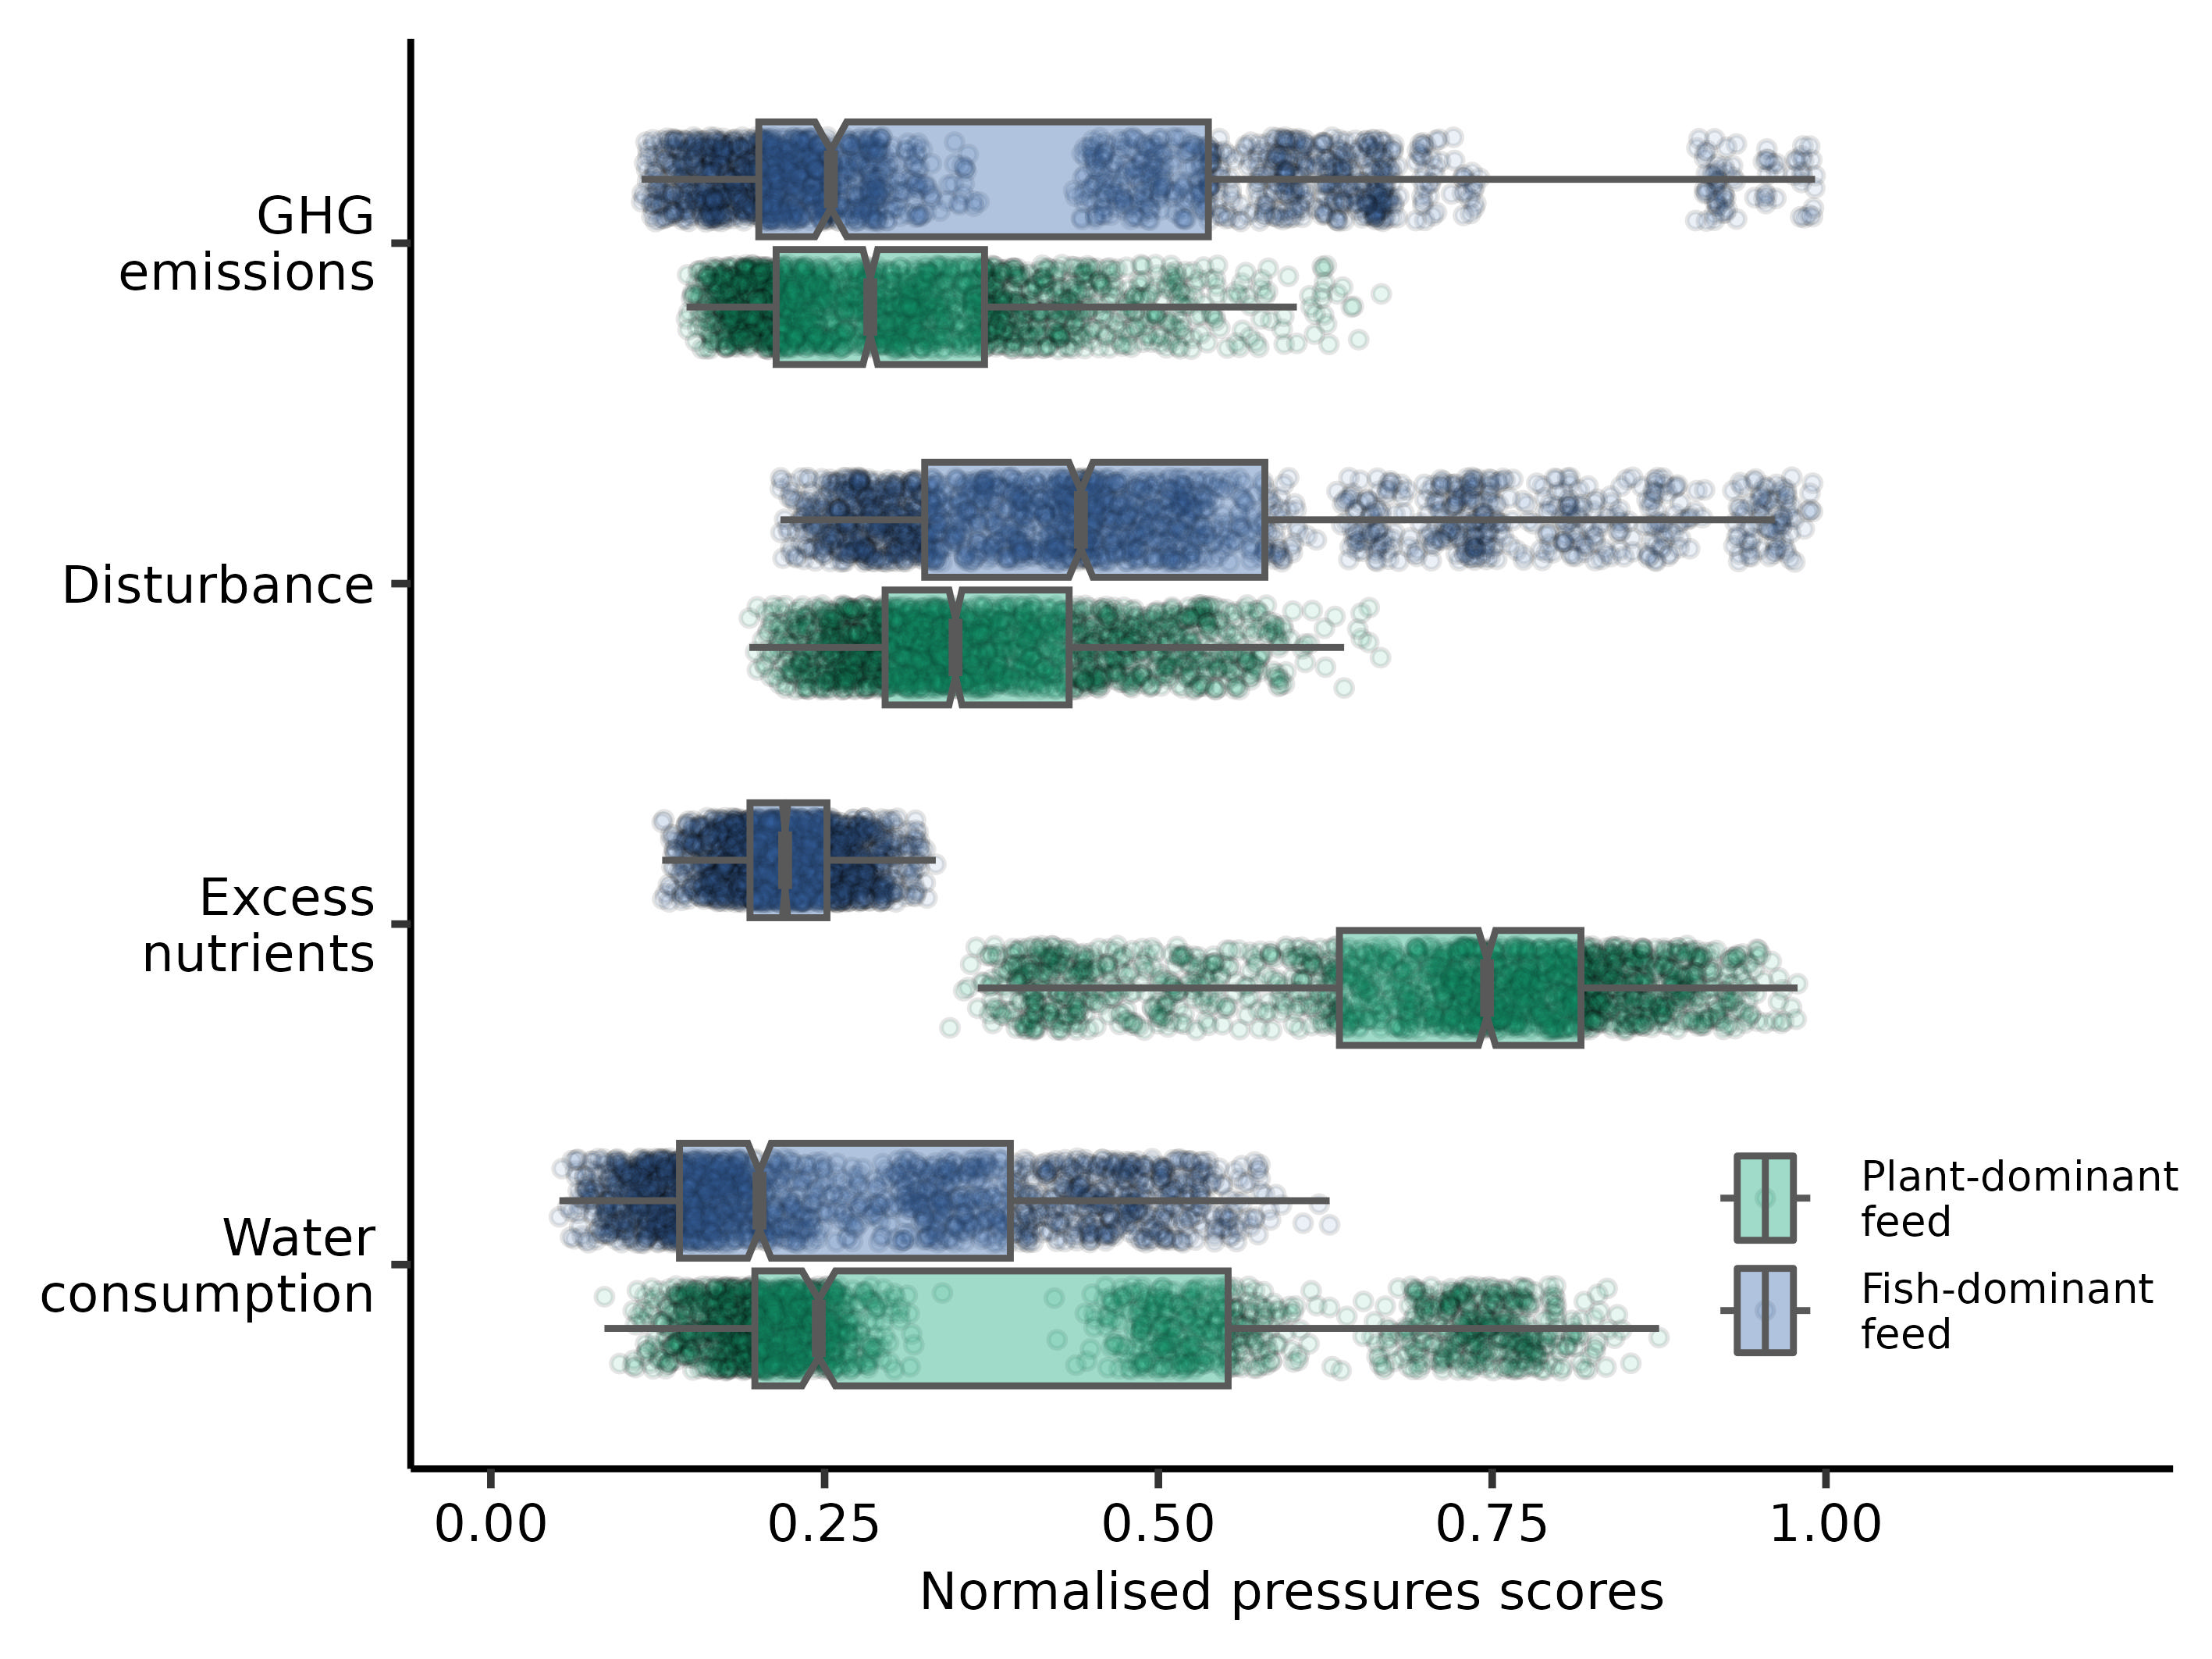 GHG
emissions
Disturbance
Excess
nutrients
Water
consumption
Plant-dominant
feed
Fish-dominant
feed
0.00 0.25 0.50 0.75 1.00
Normalised pressures scores